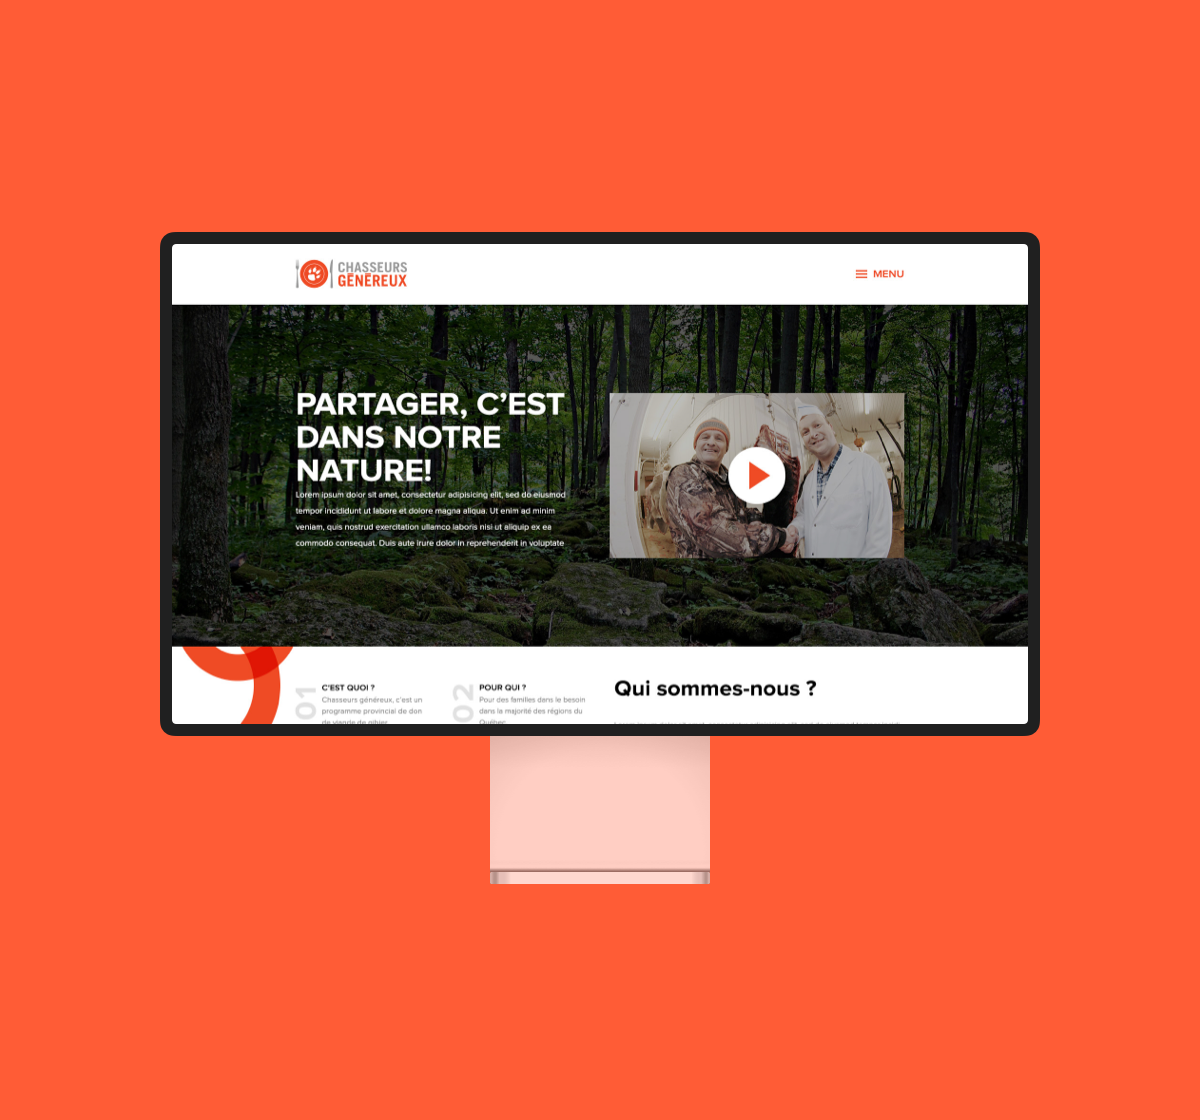 CHASSEURS
GÉNÉREUX
MENU
PARTAGER, C’EST
DANS NOTRE
NATURE!
Lorem ipsum dolor sit amet, consectetur adipisicing elit, sed do eiusmod
tempor incididunt ut labore et dolore magna aliqua. Ut enim ad minim
veniam, quis nostrud exercitation ullamco laboris nisi ut aliquip ex ea
commodo consequat. Duis aute irure dolor in reprehenderit in voluptate
01
C’EST QUOI ?
Chasseurs généreux, c’est un
programme provincial de don
de viande de gibier
02
POUR QUI ?
Pour des familles dans le besoin
dans la majorité des régions du
Québec
Qui sommes-nous ?